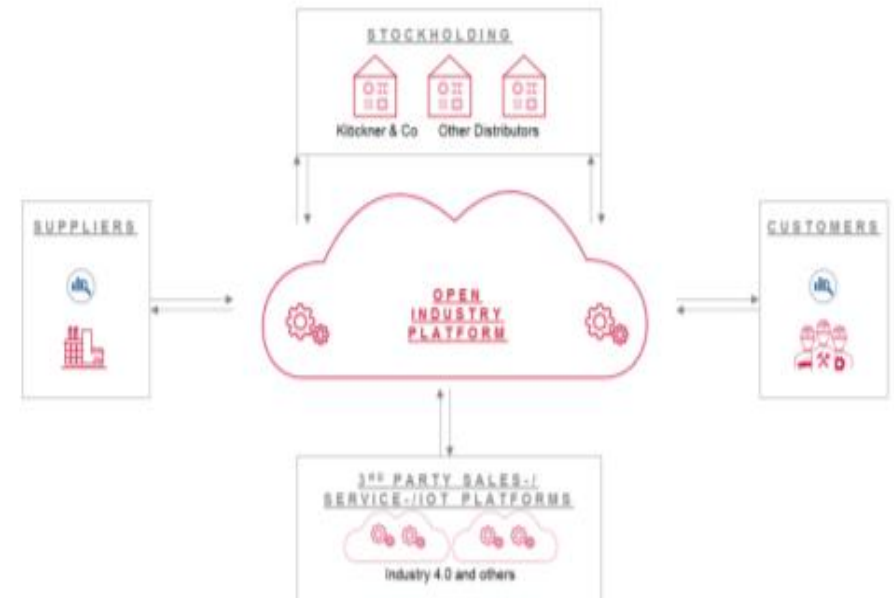 STOCKHOLDING
Klöckner & Co Other Distributors
SUPPLIERS
CUSTOMERS
OPEN
INDUSTRY
PLATFORM
3RD PARTY SALES-/
SERVICE-/IOT PLATFORMS
Industry 4.0 and others